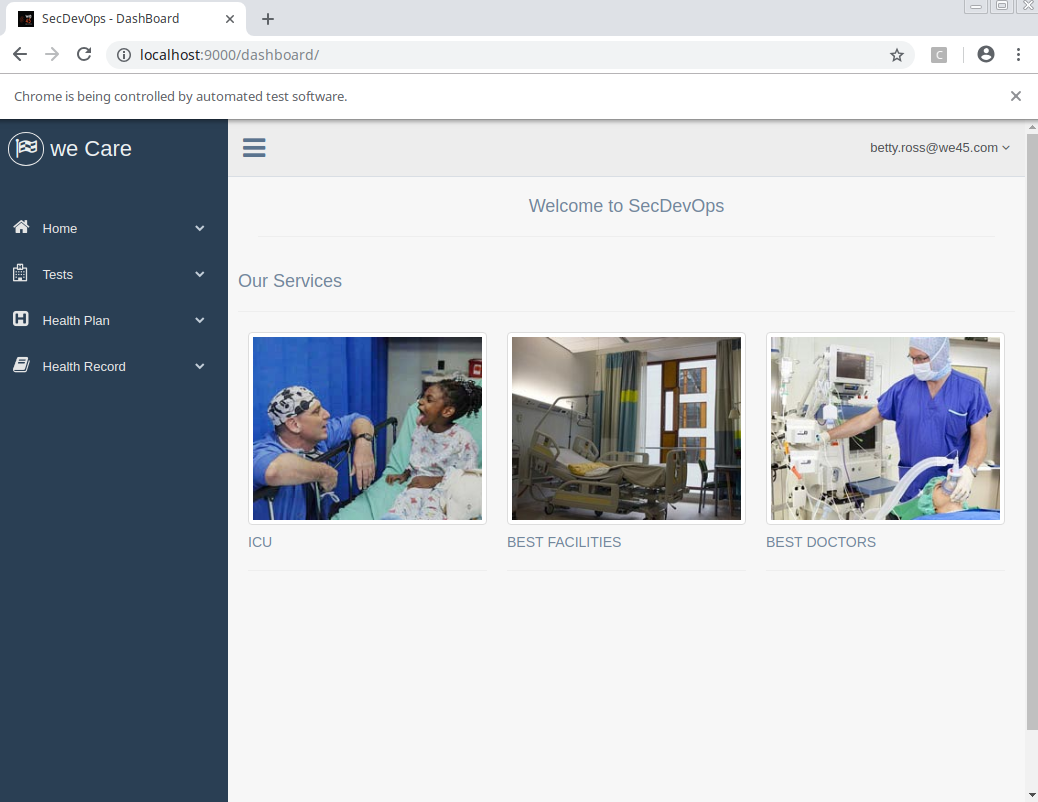 SecDevOps - DashBoard
localhost:9000/dashboard/
C
Chrome is being controlled by automated test software.
we Care
betty.ross@we45.com
Welcome to SecDevOps
Home
Tests
Health Plan
Health Record
Our Services
ICU
BEST FACILITIES
BEST DOCTORS